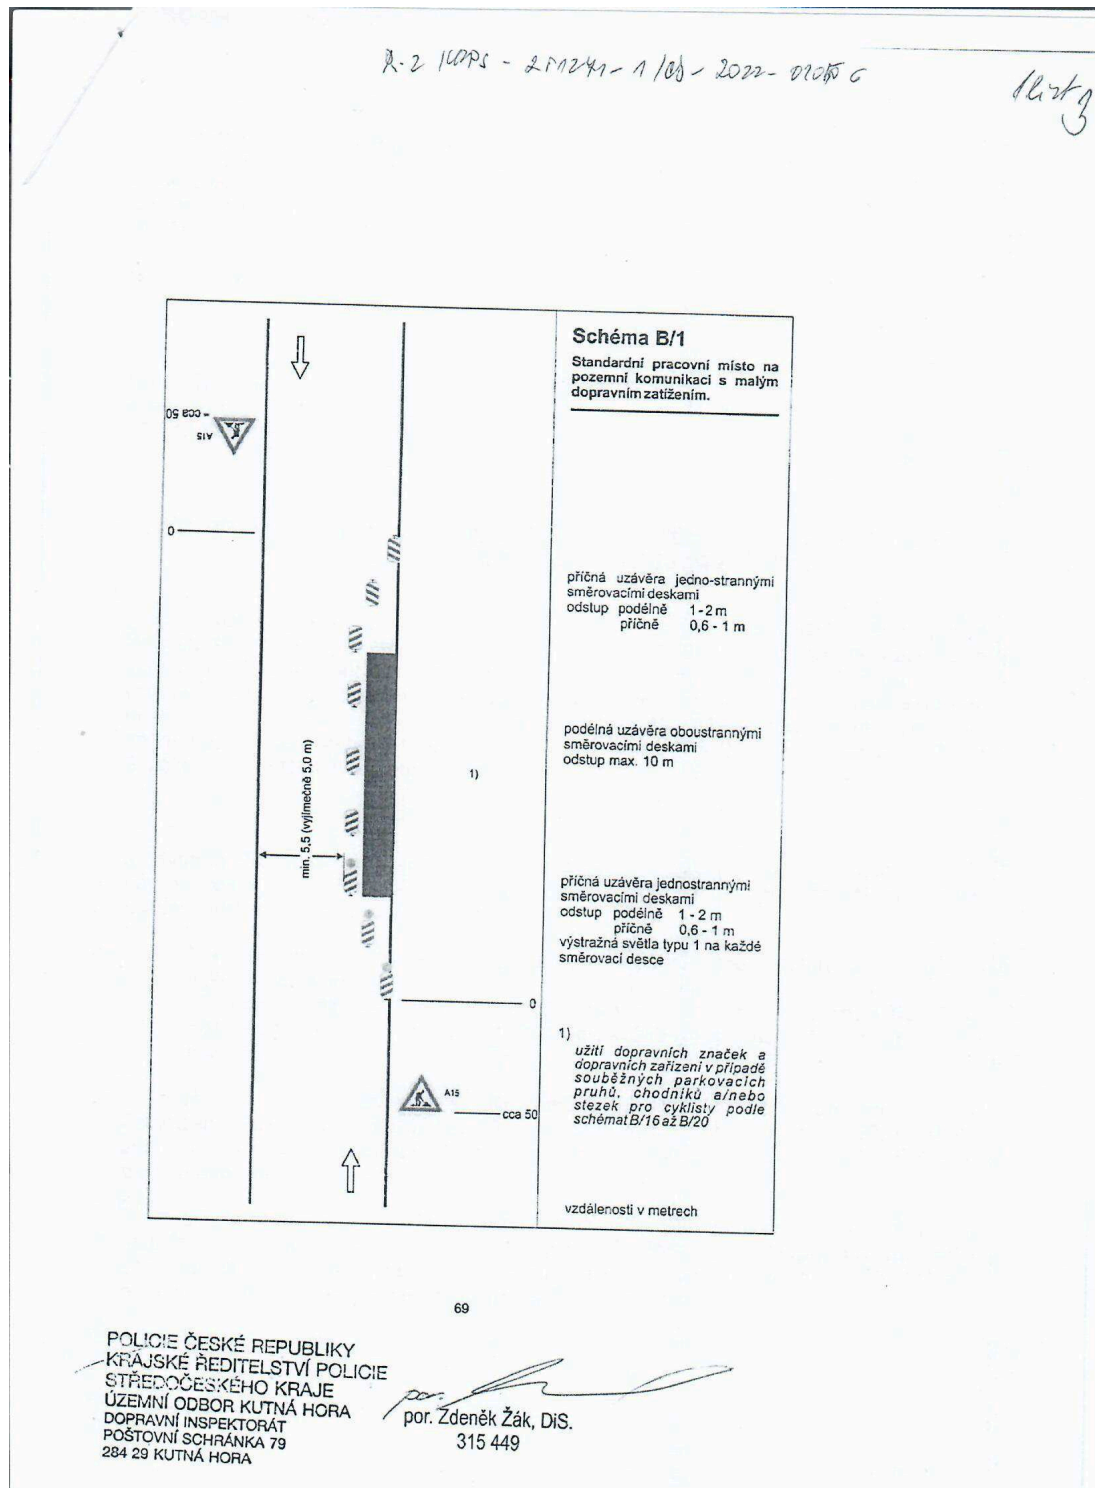 Schéma B/1
Standardní pracovní místo na
pozemní komunikaci s malým
dopravním zatížením.
- cca 50
A15
0
příčná uzávěra jedno-strannými
směrovacími deskami
odstup podélně 1-2 m
příčně 0,6 - 1 m
podélná uzávěra oboustrannými
směrovacími deskami
odstup max. 10 m
min. 5,5 (vyjímečně 5,0 m)
1)
příčná uzávěra jednostrannými
směrovacími deskami
odstup podélně 1 - 2 m
příčně 0,6 - 1 m
výstražná světla typu 1 na každé
směrovací desce
0
A15
cca 50
1)
užití dopravních značek a
dopravních zařízení v případě
souběžných parkovacích
pruhů, chodníků a/nebo
stezek pro cyklisty podle
schémat B/16 až B/20
vzdálenosti v metrech
69
POLICIE ČESKÉ REPUBLIKY
KRAJSKÉ ŘEDITELSTVÍ POLICIE
STŘEDOČESKÉHO KRAJE
ÚZEMNÍ ODBOR KUTNÁ HORA
DOPRAVNÍ INSPEKTORÁT
POŠTOVNÍ SCHRÁNKA 79
284 29 KUTNÁ HORA
por.
por. Zdeněk Žák, DiS.
315 449